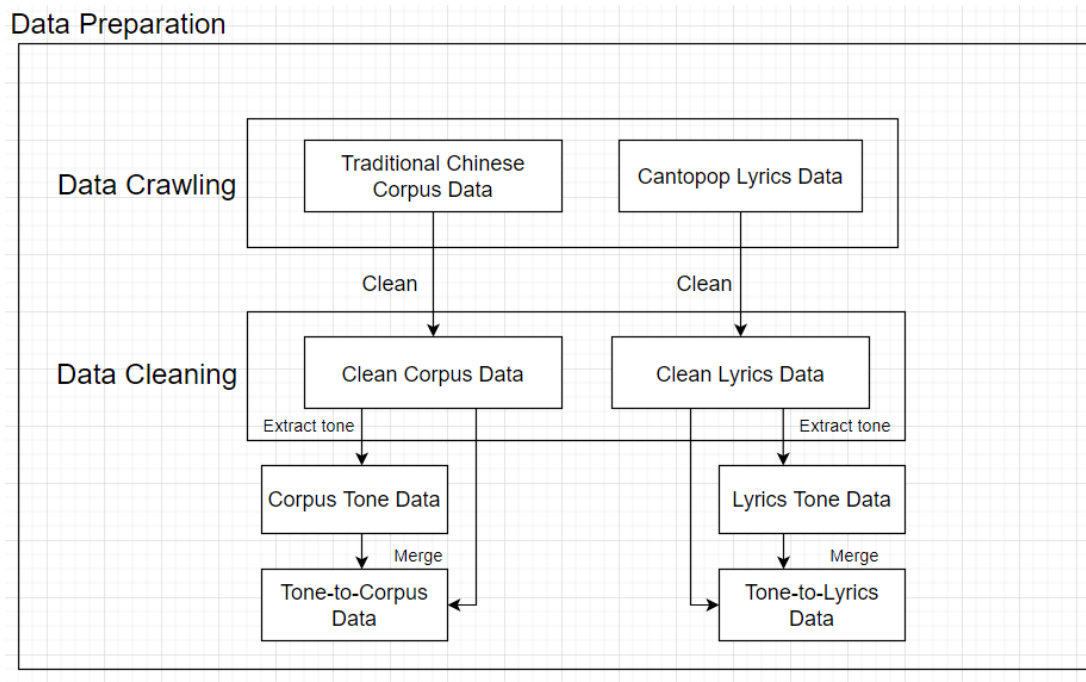 Data Preparation
Traditional Chinese
Corpus Data
Cantopop Lyrics Data
Data Crawling
Clean
Clean
Data Cleaning
Clean Corpus Data
Clean Lyrics Data
Extract tone
Extract tone
Corpus Tone Data
Lyrics Tone Data
Merge
Merge
Tone-to-Corpus
Data
Tone-to-Lyrics
Data